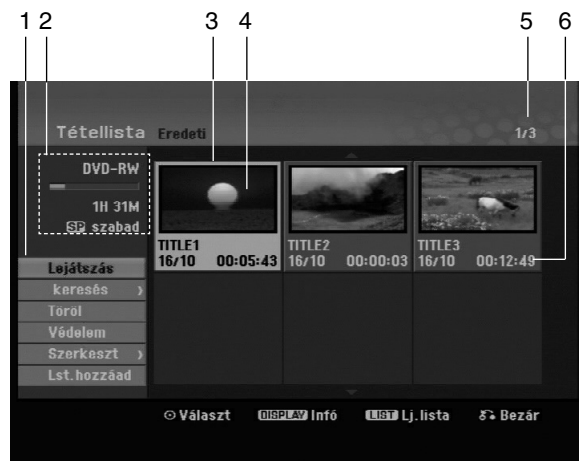 1 2 3 4 5 6
Tétellista Eredeti 1/3
DVD-RW
1H 31M
SP szabad
TITLE1
16/10 00:05:43
TITLE2
16/10 00:00:03
TITLE3
16/10 00:12:49
Lejátszás
keresés
Töröl
Védelem
Szerkeszt
Lst.hozzáad
Választ DISPLAY Infó LIST Lj.lista Bezár